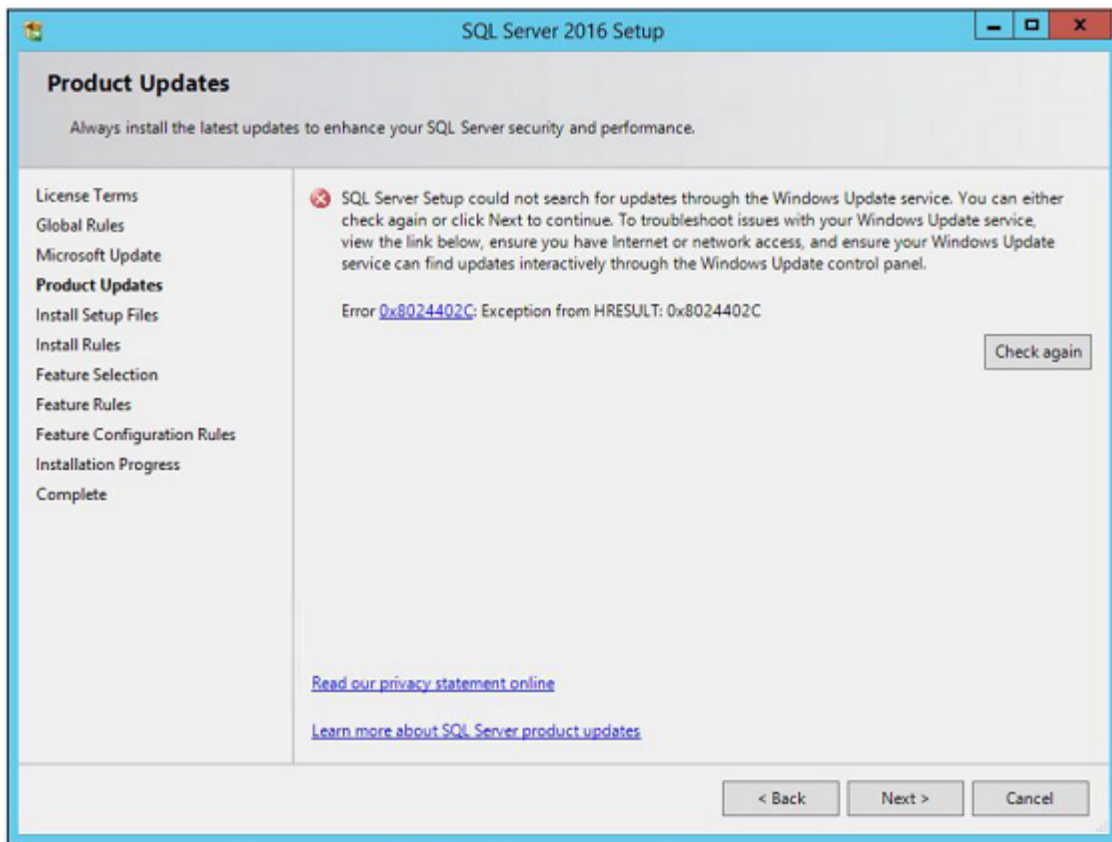 SQL Server 2016 Setup
Product Updates
Always install the latest updates to enhance your SQL Server security and performance.
License Terms
Global Rules
Microsoft Update
Product Updates
Install Setup Files
Install Rules
Feature Selection
Feature Rules
Feature Configuration Rules
Installation Progress
Complete
SQL Server Setup could not search for updates through the Windows Update service. You can either
check again or click Next to continue. To troubleshoot issues with your Windows Update service,
view the link below, ensure you have Internet or network access, and ensure your Windows Update
service can find updates interactively through the Windows Update control panel.
Error 0x8024402C: Exception from HRESULT: 0x8024402C
Check again
Read our privacy statement online
Learn more about SQL Server product updates
< Back
Next >
Cancel